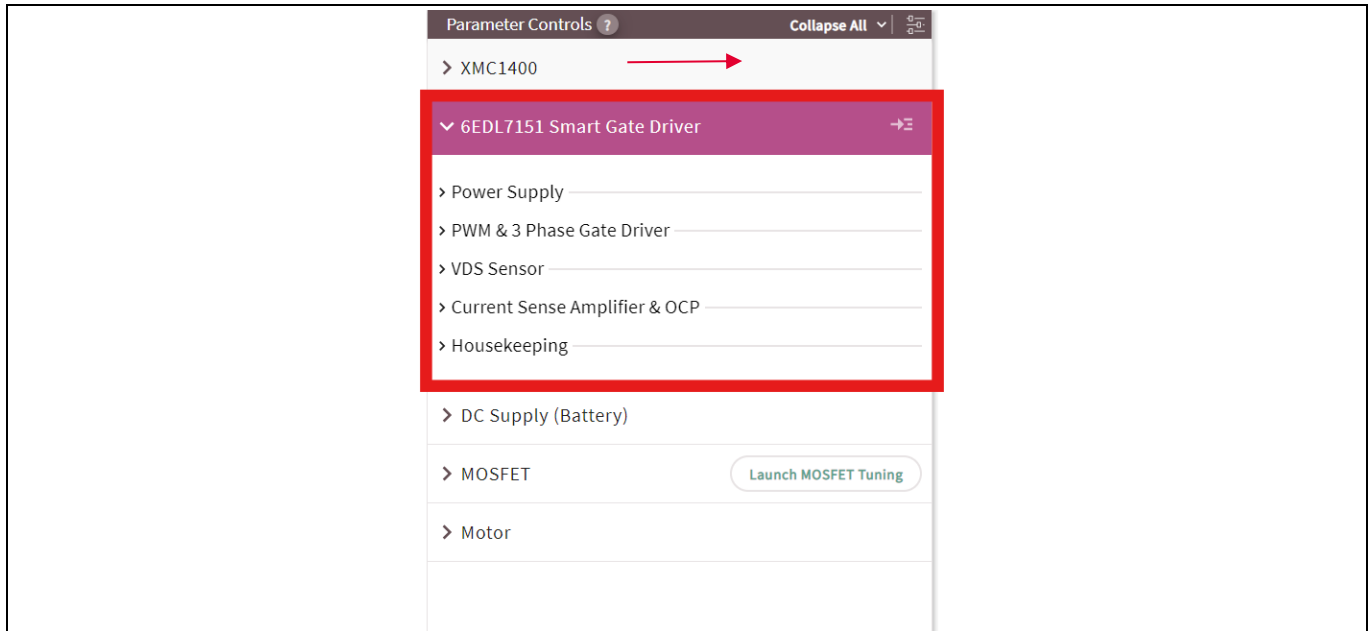 Parameter Controls ? Collapse All
XMC1400
6EDL7151 Smart Gate Driver
Power Supply
PWM & 3 Phase Gate Driver
VDS Sensor
Current Sense Amplifier & OCP
Housekeeping
DC Supply (Battery)
MOSFET Launch MOSFET Tuning
Motor